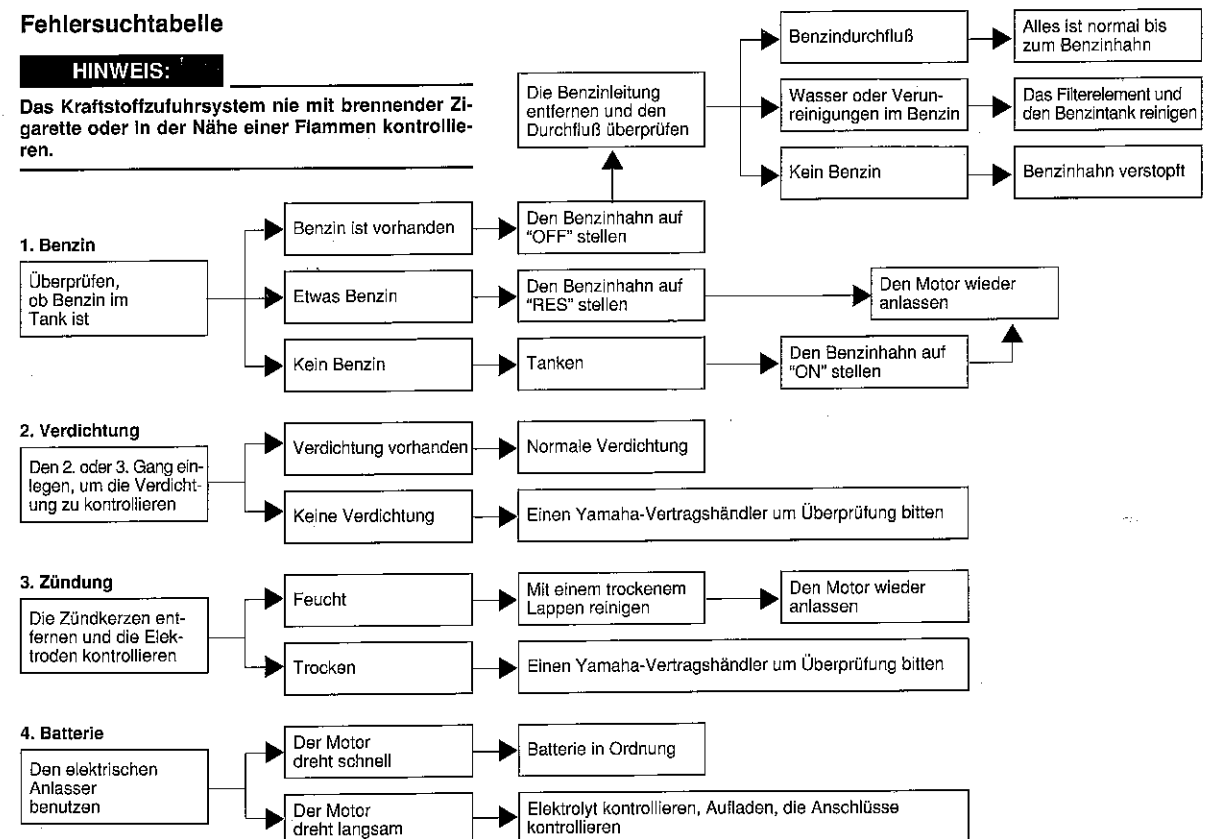 Fehlersuchtabelle
HINWEIS:
Das Kraftstoffzufuhrsystem nie mit brennender Zi-
garette oder in der Nähe einer Flammen kontrollie-
ren.
Die Benzinleitung
entfernen und den
Durchfluß überprüfen
Benzindurchfluß
Alles ist normal bis
zum Benzinhahn
Wasser oder Verun-
reinigungen im Benzin
Das Filterelement und
den Benzintank reinigen
Kein Benzin
Benzinhahn verstopft
1. Benzin
Überprüfen,
ob Benzin im
Tank ist
Benzin ist vorhanden
Den Benzinhahn auf
"OFF" stellen
Etwas Benzin
Den Benzinhahn auf
"RES" stellen
Den Motor wieder
anlassen
Kein Benzin
Tanken
Den Benzinhahn auf
"ON" stellen
2. Verdichtung
Den 2. oder 3. Gang ein-
legen, um die Verdicht-
ung zu kontrollieren
Verdichtung vorhanden
Normale Verdichtung
Keine Verdichtung
Einen Yamaha-Vertragshändler um Überprüfung bitten
3. Zündung
Die Zündkerzen ent-
fernen und die Elek-
troden kontrollieren
Feucht
Mit einem trockenem
Lappen reinigen
Den Motor wieder
anlassen
Trocken
Einen Yamaha-Vertragshändler um Überprüfung bitten
4. Batterie
Den elektrischen
Anlasser
benutzen
Der Motor
dreht schnell
Batterie in Ordnung
Der Motor
dreht langsam
Elektrolyt kontrollieren, Aufladen, die Anschlüsse
kontrollieren